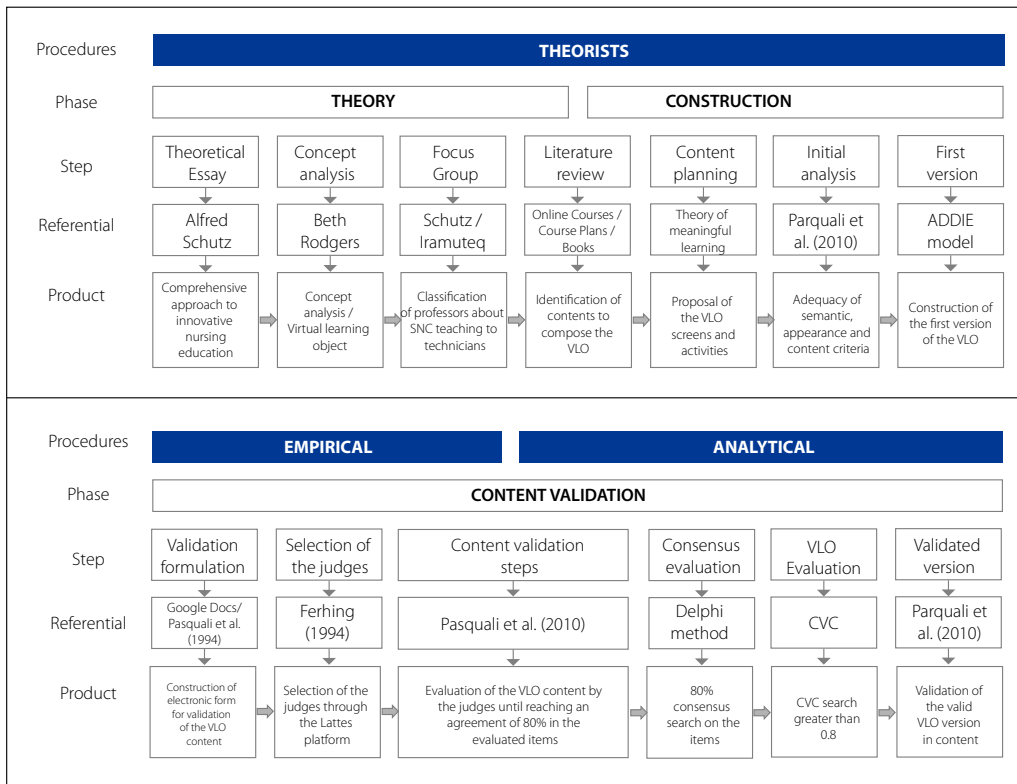 Procedures
THEORISTS
Phase
THEORY
CONSTRUCTION
Step
Theoretical
Essay
Concept
analysis
Focus
Group
Literature
review
Content
planning
Initial
analysis
First
version
Referential
Alfred
Schutz
Beth
Rodgers
Schutz /
Iramuteq
Online Courses /
Course Plans /
Books
Theory of
meaningful
learning
Parquali et
al. (2010)
ADDIE
model
Product
Comprehensive
approach to
innovative
nursing
education
Concept
analysis /
Virtual learning
object
Classification
of professors about
SNC teaching to
technicians
Identification of
contents to
compose the
VLO
Proposal of
the VLO
screens and
activities
Adequacy of
semantic,
appearance and
content criteria
Construction of
the first version
of the VLO
Procedures
EMPIRICAL
ANALYTICAL
Phase
CONTENT VALIDATION
Step
Validation
formulation
Selection of
the judges
Content validation
steps
Consensus
evaluation
VLO
Evaluation
Validated
version
Referential
Google Docs/
Pasquali et al.
(1994)
Ferhing
(1994)
Pasquali et al. (2010)
Delphi
method
CVC
Parquali et
al. (2010)
Product
Construction of
electronic form
for validation
of the VLO
content
Selection of the
judges through
the Lattes
platform
Evaluation of the VLO content by
the judges until reaching an
agreement of 80% in the
evaluated items
80%
consensus
search on the
items
CVC search
greater than
0.8
Validation of
the valid
VLO version
in content